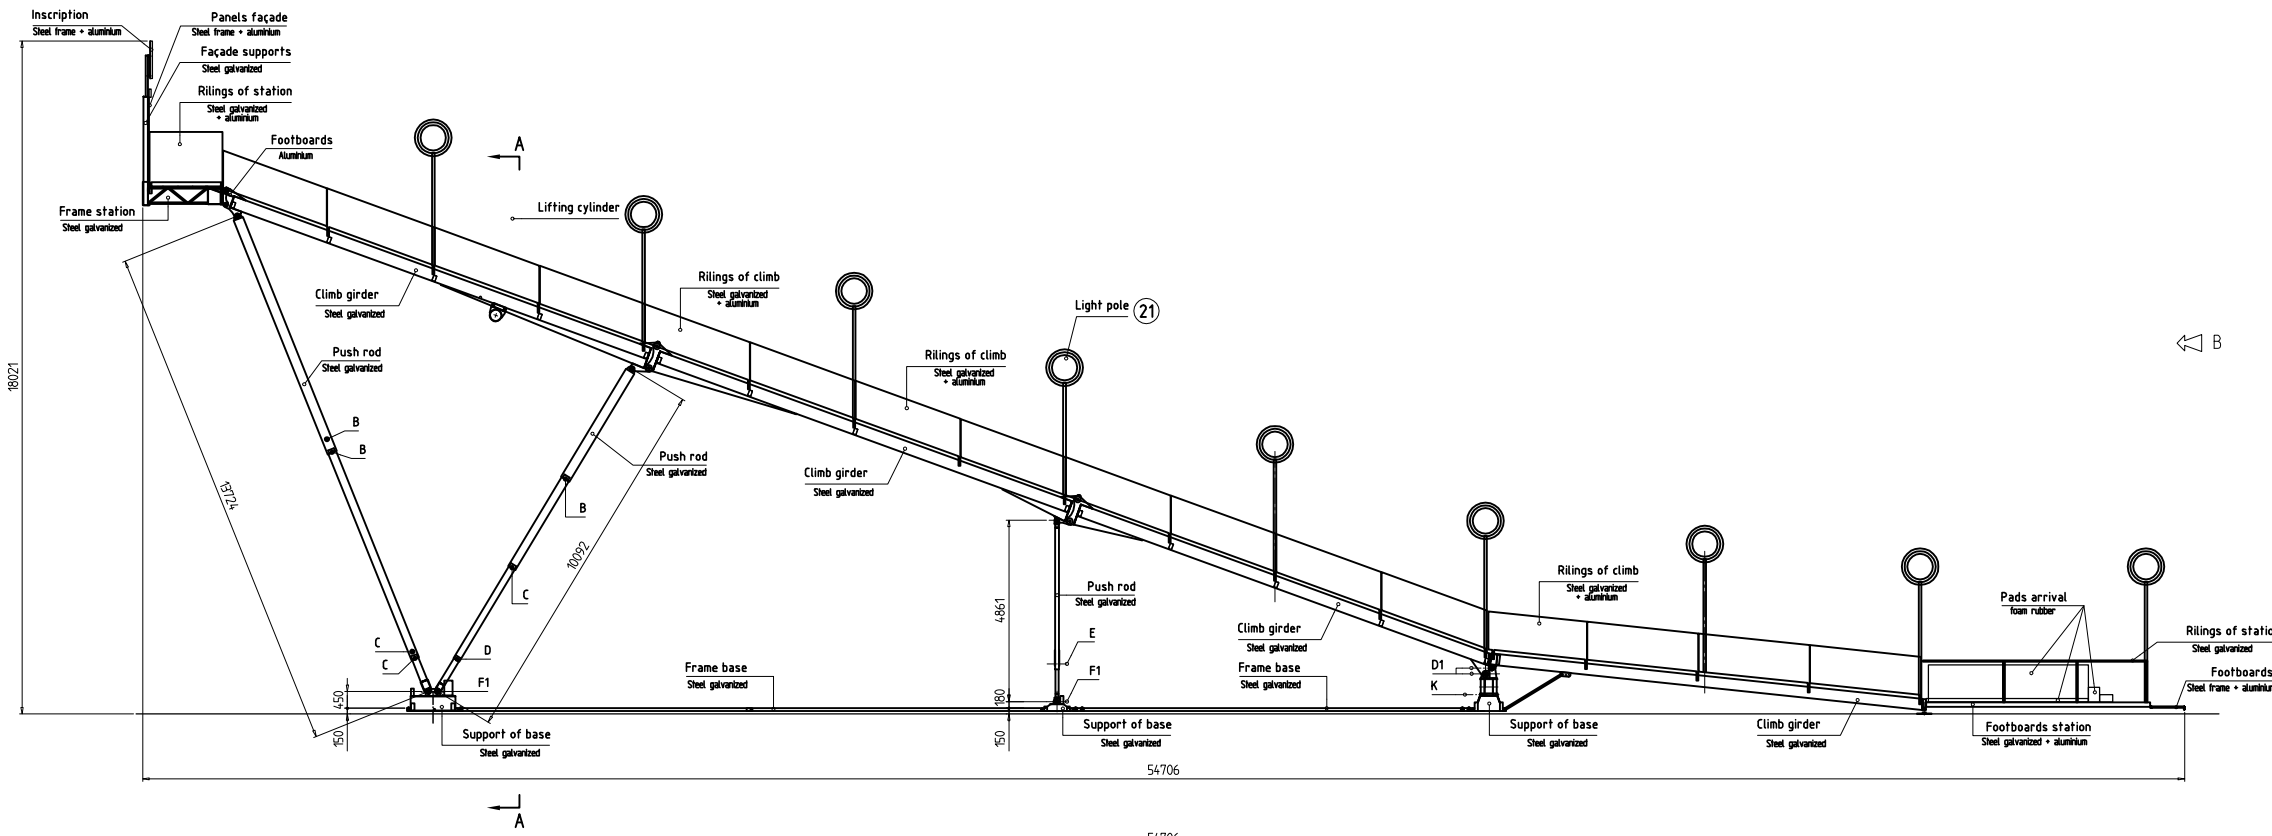 Inscription
Steel frame + aluminium
Panels façade
Steel frame + aluminium
Façade supports
Steel galvanized
Rilings of station
Steel galvanized
+ aluminium
Footboards
Aluminium
A
Frame station
Steel galvanized
Lifting cylinder
Climb girder
Steel galvanized
Rilings of climb
Steel galvanized
+ aluminium
Light pole
21
B
18021
Push rod
Steel galvanized
Rilings of climb
Steel galvanized
+ aluminium
B
B
Push rod
Steel galvanized
Climb girder
Steel galvanized
13724
B
10092
C
Push rod
Steel galvanized
4861
Rilings of climb
Steel galvanized
+ aluminium
Pads arrival
foam rubber
Climb girder
Steel galvanized
E
C
C
D
Rilings of static
Frame base
Steel galvanized
Frame base
Steel galvanized
D1
K
F1
F1
Footboards
Steel frame + aluminium
450
180
150
150
Support of base
Steel galvanized
Support of base
Steel galvanized
Support of base
Steel galvanized
Climb girder
Steel galvanized
Footboards station
Steel galvanized + aluminium
54706
A